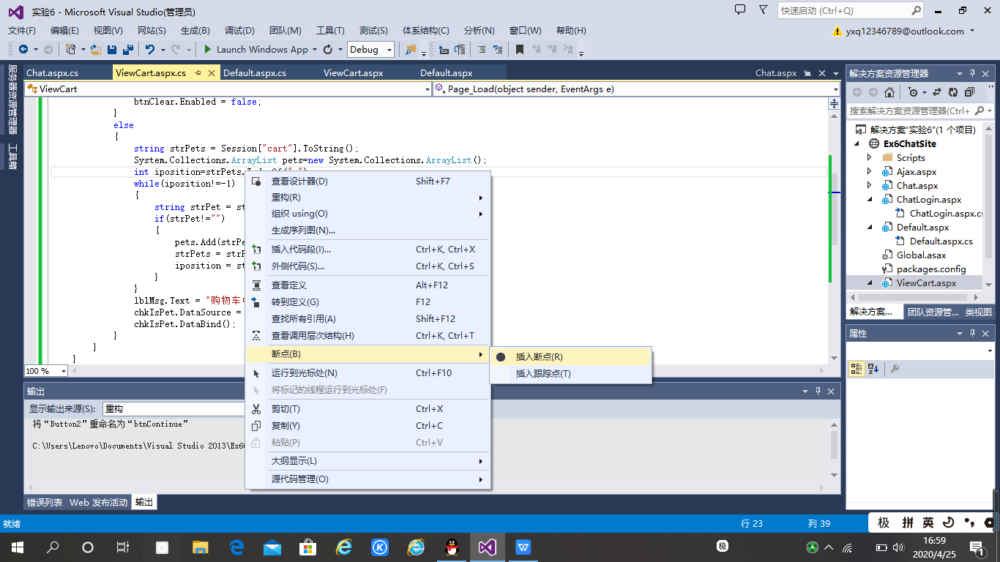 实验6 - Microsoft Visual Studio(管理员)
快速启动 (Ctrl+Q)
文件(F) 编辑(E) 视图(V) 网站(S) 生成(B) 调试(D) 团队(M) 工具(T) 测试(S) 体系结构(C) 分析(N) 窗口(W) 帮助(H)
yxq12346789@outlook.com
Launch Windows App Debug
服务器资源管理器
工具箱
Chat.aspx.cs ViewCart.aspx.cs Default.aspx.cs ViewCart.aspx Default.aspx Chat.aspx
ViewCart Page_Load(object sender, EventArgs e)
btnClear.Enabled = false;
}
else
{
string strPets = Session["cart"].ToString();
System.Collections.ArrayList pets=new System.Collections.ArrayList();
int iposition=strPets.
while(iposition!=-1)
{
string strPet = st
if(strPet!="")
{
pets.Add(strPe
strPets = strP
iposition = st
}
}
lblMsg.Text = "购物车中
chkIsPet.DataSource =
chkIsPet.DataBind();
}
}
}
100 %
查看设计器(D) Shift+F7
重构(R)
组织 using(O)
生成序列图(N)...
插入代码段(I)... Ctrl+K, Ctrl+X
外侧代码(S)... Ctrl+K, Ctrl+S
查看定义 Alt+F12
转到定义(G) F12
查找所有引用(A) Shift+F12
查看调用层次结构(H) Ctrl+K, Ctrl+T
断点(B)
运行到光标处(N) Ctrl+F10
将标记的线程运行到光标处(F)
剪切(T) Ctrl+X
复制(Y) Ctrl+C
粘贴(P) Ctrl+V
大纲显示(L)
源代码管理(O)
插入断点(R)
插入跟踪点(T)
输出
显示输出来源(S): 重构
将“Button2”重命名为“btnContinue”
C:\Users\Lenovo\Documents\Visual Studio 2013\Ex6
错误列表 Web 发布活动 输出
解决方案资源管理器
搜索解决方案资源管理器(Ctrl+
解决方案“实验6”(1 个项目)
Ex6ChatSite
Scripts
Ajax.aspx
Chat.aspx
ChatLogin.aspx
ChatLogin.aspx.cs
Default.aspx
Default.aspx.cs
Global.asax
packages.config
ViewCart.aspx
解决方案... 团队资源管... 类视图
属性
就绪 行 23 列 39
极 拼 英
极
16:59
2020/4/25
1